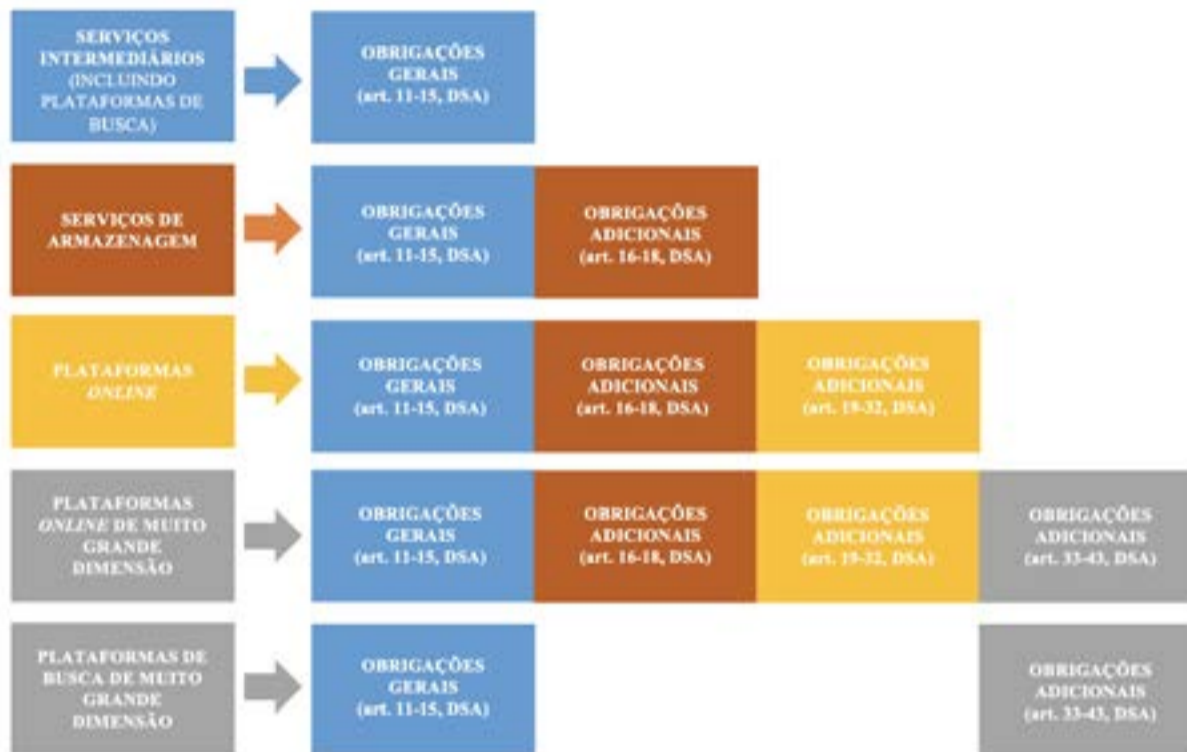 SERVIÇOS
INTERMEDIÁRIOS
(INCLUINDO
PLATAFORMAS DE
BUSCA)
OBRIGAÇÕES
GERAIS
(art. 11-15, DSA)
SERVIÇOS DE
ARMAZENAGEM
OBRIGAÇÕES
GERAIS
(art. 11-15, DSA)
OBRIGAÇÕES
ADICIONAIS
(art. 16-18, DSA)
PLATAFORMAS
ONLINE
OBRIGAÇÕES
GERAIS
(art. 11-15, DSA)
OBRIGAÇÕES
ADICIONAIS
(art. 16-18, DSA)
OBRIGAÇÕES
ADICIONAIS
(art. 19-32, DSA)
PLATAFORMAS
ONLINE DE MUITO
GRANDE
DIMENSÃO
OBRIGAÇÕES
GERAIS
(art. 11-15, DSA)
OBRIGAÇÕES
ADICIONAIS
(art. 16-18, DSA)
OBRIGAÇÕES
ADICIONAIS
(art. 19-32, DSA)
OBRIGAÇÕES
ADICIONAIS
(art. 33-43, DSA)
PLATAFORMAS DE
BUSCA DE MUITO
GRANDE
DIMENSÃO
OBRIGAÇÕES
GERAIS
(art. 11-15, DSA)
OBRIGAÇÕES
ADICIONAIS
(art. 33-43, DSA)